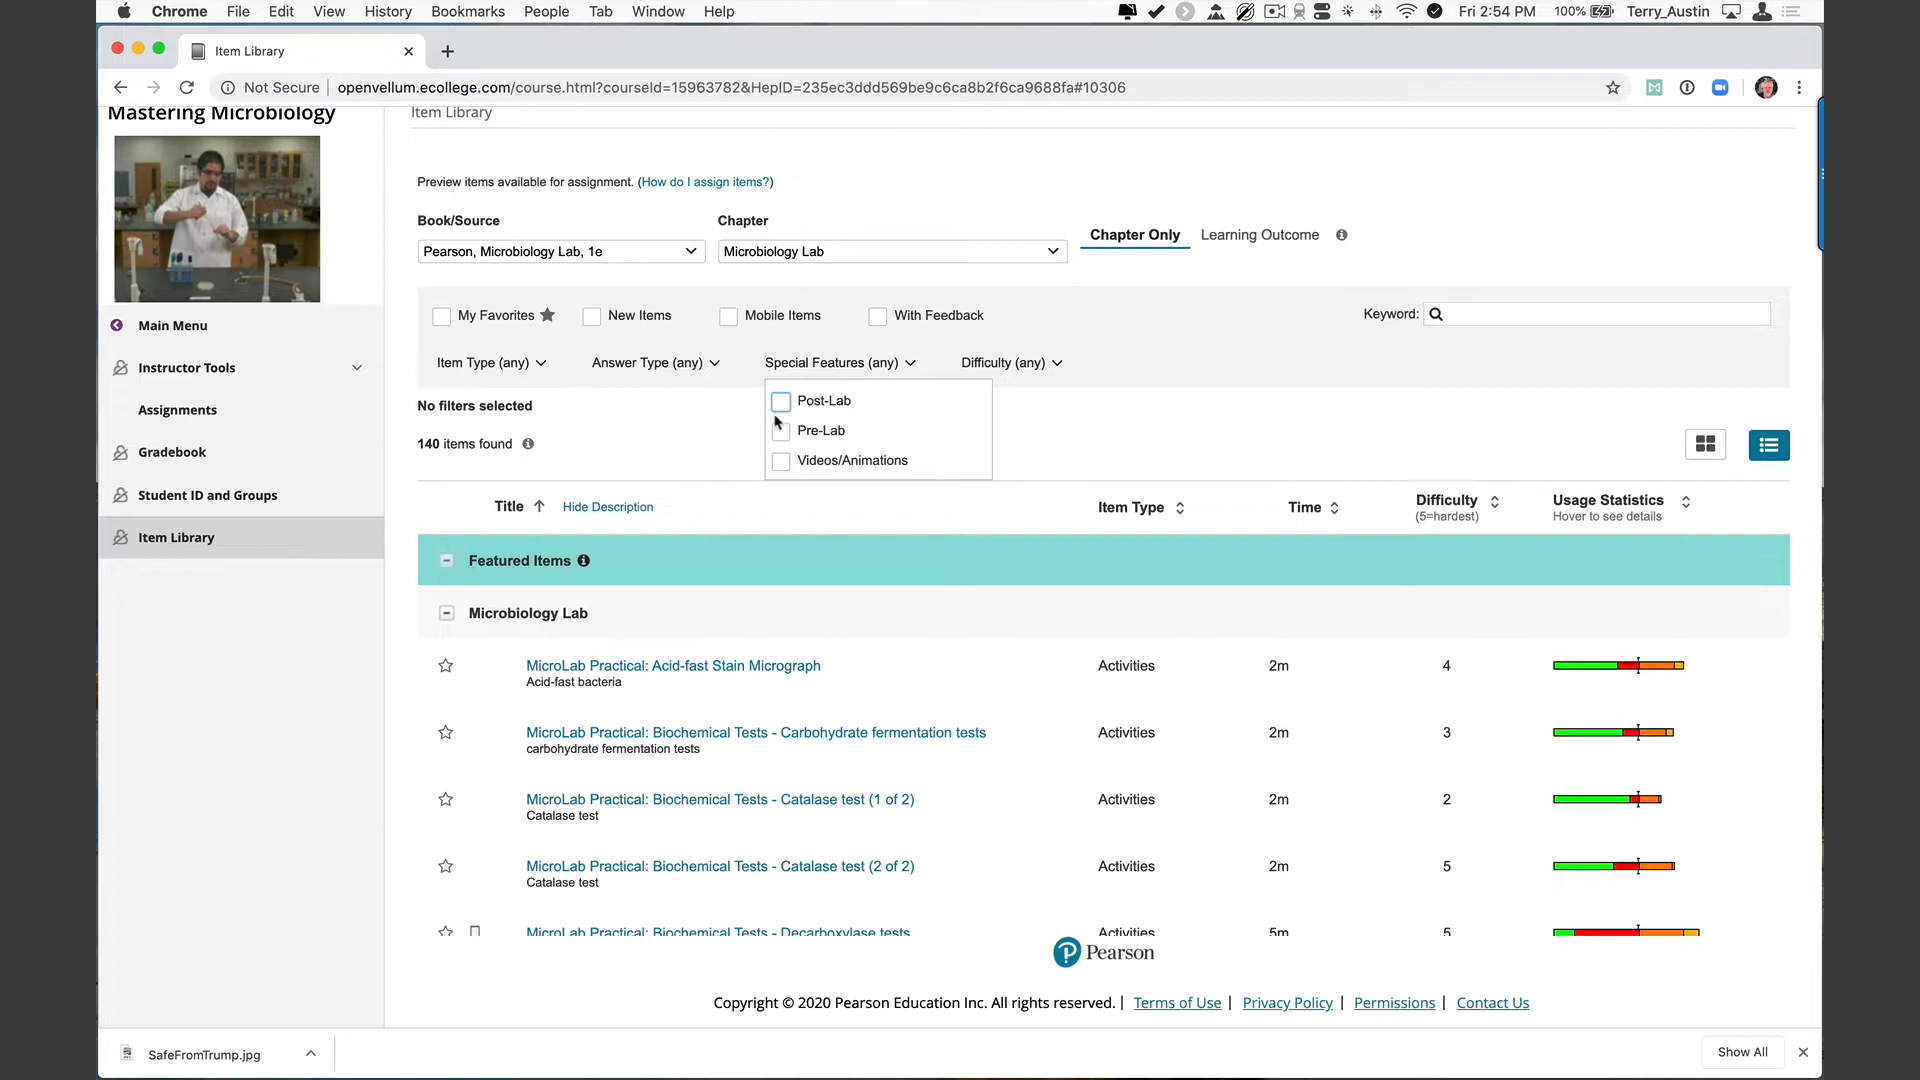 Chrome File Edit View History Bookmarks People Tab Window Help Fri 2:54 PM 100% Terry_Austin
Item Library
Not Secure openvellum.ecollege.com/course.html?courseId=15963782&HepID=235ec3ddd569be9c6ca8b2f6ca9688fa#10306
Mastering Microbiology
Main Menu
Instructor Tools
Assignments
Gradebook
Student ID and Groups
Item Library
Item Library
Preview items available for assignment. (How do I assign items?)
Book/Source Chapter
Pearson, Microbiology Lab, 1e Microbiology Lab Chapter Only Learning Outcome
My Favorites New Items Mobile Items With Feedback Keyword:
Item Type (any) Answer Type (any) Special Features (any) Difficulty (any)
Post-Lab
Pre-Lab
Videos/Animations
No filters selected
140 items found
Title Hide Description Item Type Time Difficulty Usage Statistics
(5=hardest) Hover to see details
Featured Items
Microbiology Lab
MicroLab Practical: Acid-fast Stain Micrograph Activities 2m 4
Acid-fast bacteria
MicroLab Practical: Biochemical Tests - Carbohydrate fermentation tests Activities 2m 3
carbohydrate fermentation tests
MicroLab Practical: Biochemical Tests - Catalase test (1 of 2) Activities 2m 2
Catalase test
MicroLab Practical: Biochemical Tests - Catalase test (2 of 2) Activities 2m 5
Catalase test
MicroLab Practical: Biochemical Tests - Decarboxylase tests Activities 5m 5
Pearson
Copyright © 2020 Pearson Education Inc. All rights reserved. | Terms of Use | Privacy Policy | Permissions | Contact Us
SafeFromTrump.jpg Show All